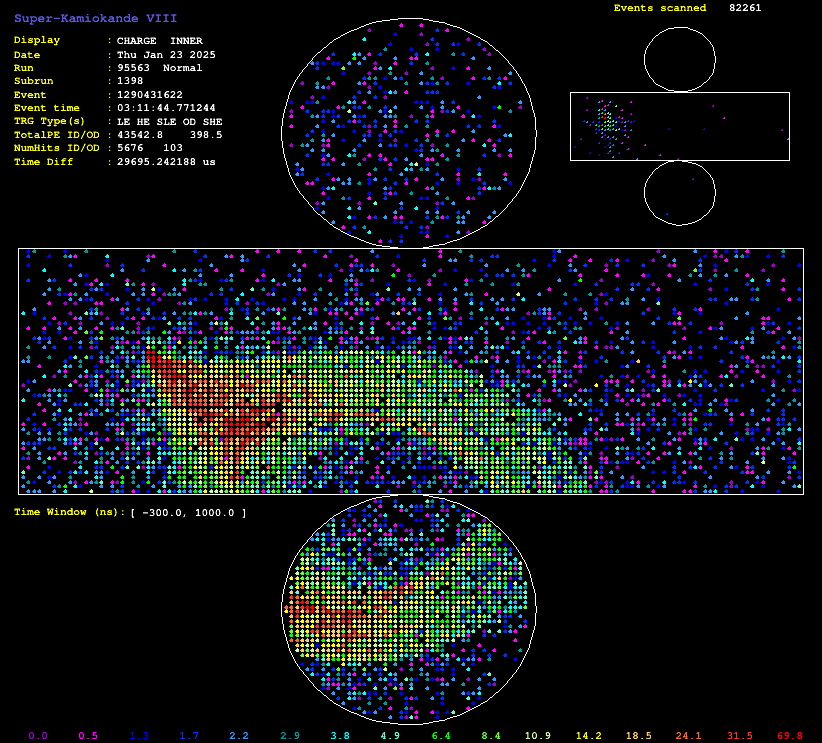 Super-Kamiokande VIII
Events scanned 82261
Display : CHARGE INNER
Date : Thu Jan 23 2025
Run : 95563 Normal
Subrun : 1398
Event : 1290431622
Event time : 03:11:44.771244
TRG Type(s) : LE HE SLE OD SHE
TotalPE ID/OD : 43542.8 398.5
NumHits ID/OD : 5676 103
Time Diff : 29695.242188 us
Time Window (ns): [ -300.0, 1000.0 ]
0.0 0.5 1.3 1.7 2.2 2.9 3.8 4.9 6.4 8.4 10.9 14.2 18.5 24.1 31.5 69.8